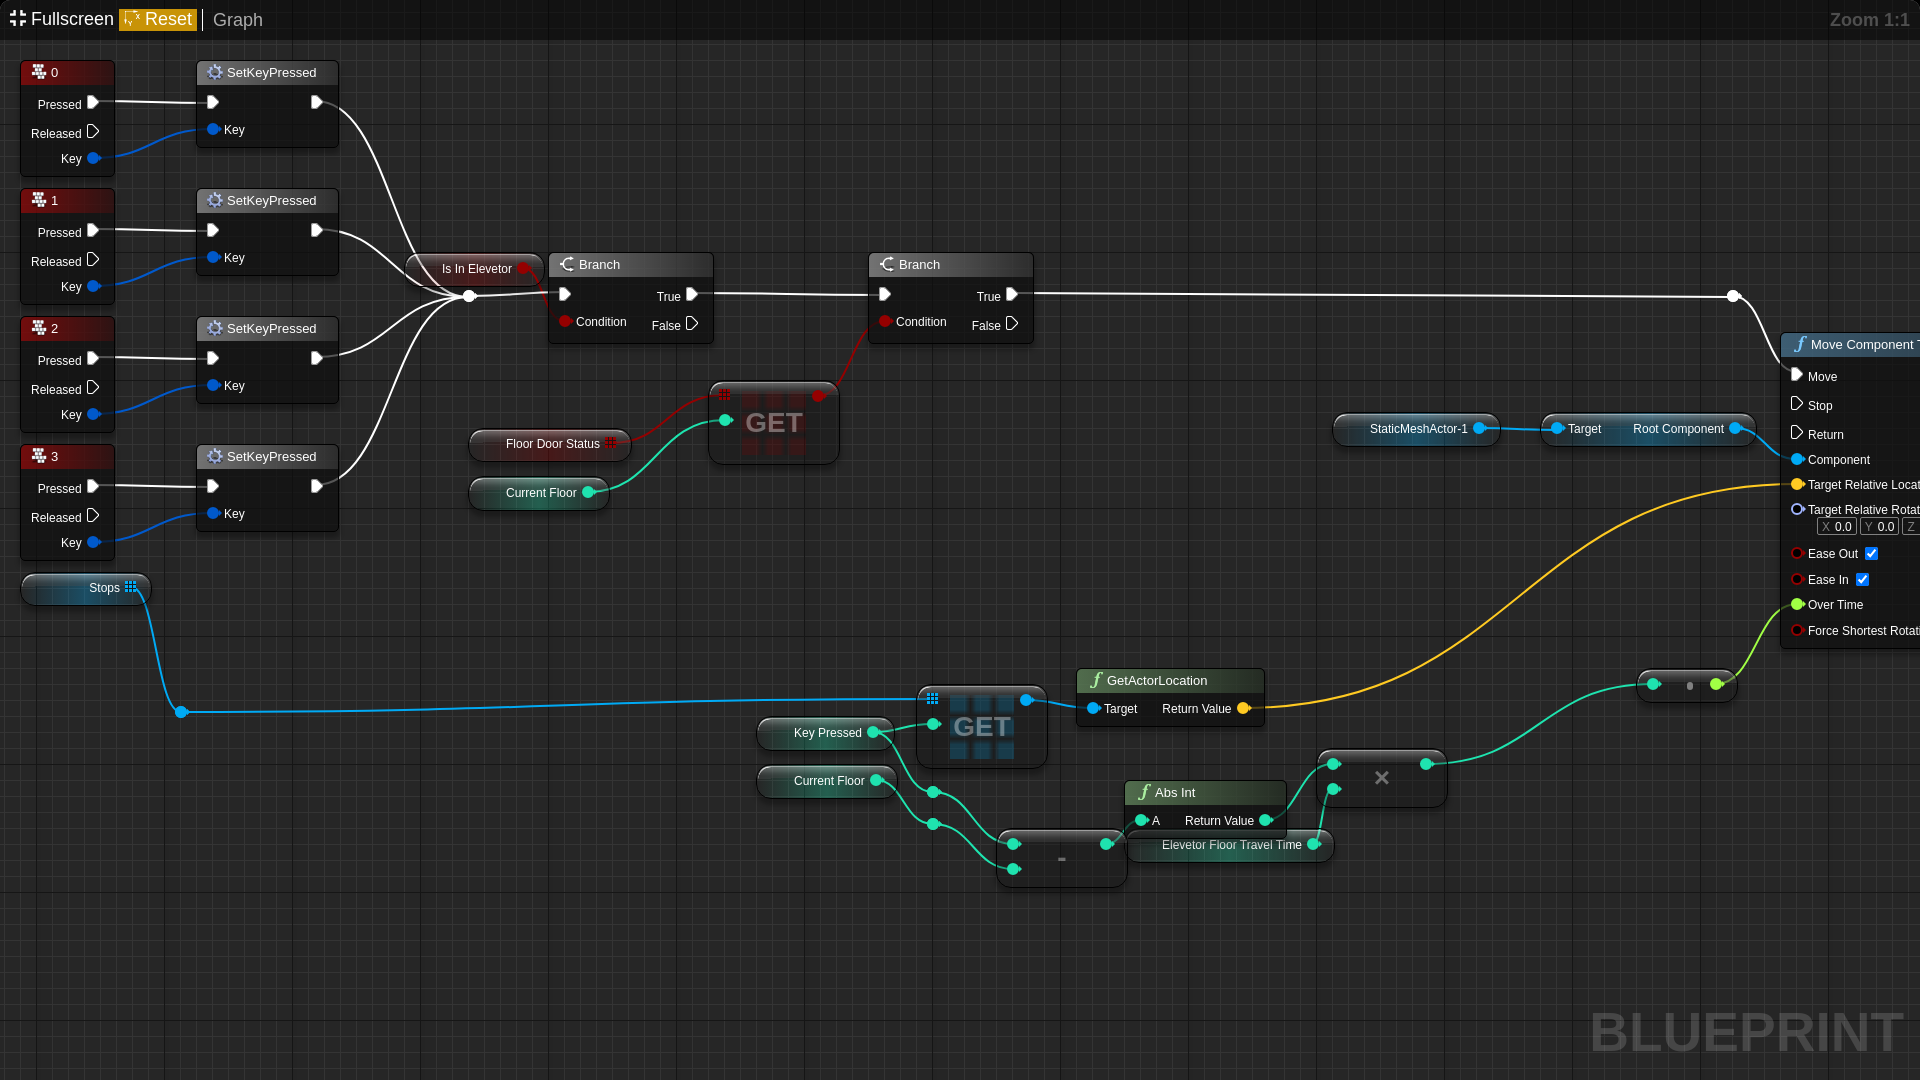 Fullscreen Reset Graph Zoom 1:1
0
Pressed
Released
Key
SetKeyPressed
Key
1
Pressed
Released
Key
SetKeyPressed
Key
2
Pressed
Released
Key
SetKeyPressed
Key
3
Pressed
Released
Key
SetKeyPressed
Key
Stops
Is In Elevetor
Branch
True
Condition
False
Branch
True
Condition
False
GET
Floor Door Status
Current Floor
StaticMeshActor-1
Target Root Component
Move Component T
Move
Stop
Return
Component
Target Relative Locat
Target Relative Rotat
X 0.0 Y 0.0 Z
Ease Out
Ease In
Over Time
Force Shortest Rotati
GET
Key Pressed
Current Floor
GetActorLocation
Target Return Value
-
Abs Int
A Return Value
Elevetor Floor Travel Time
×
BLUEPRINT